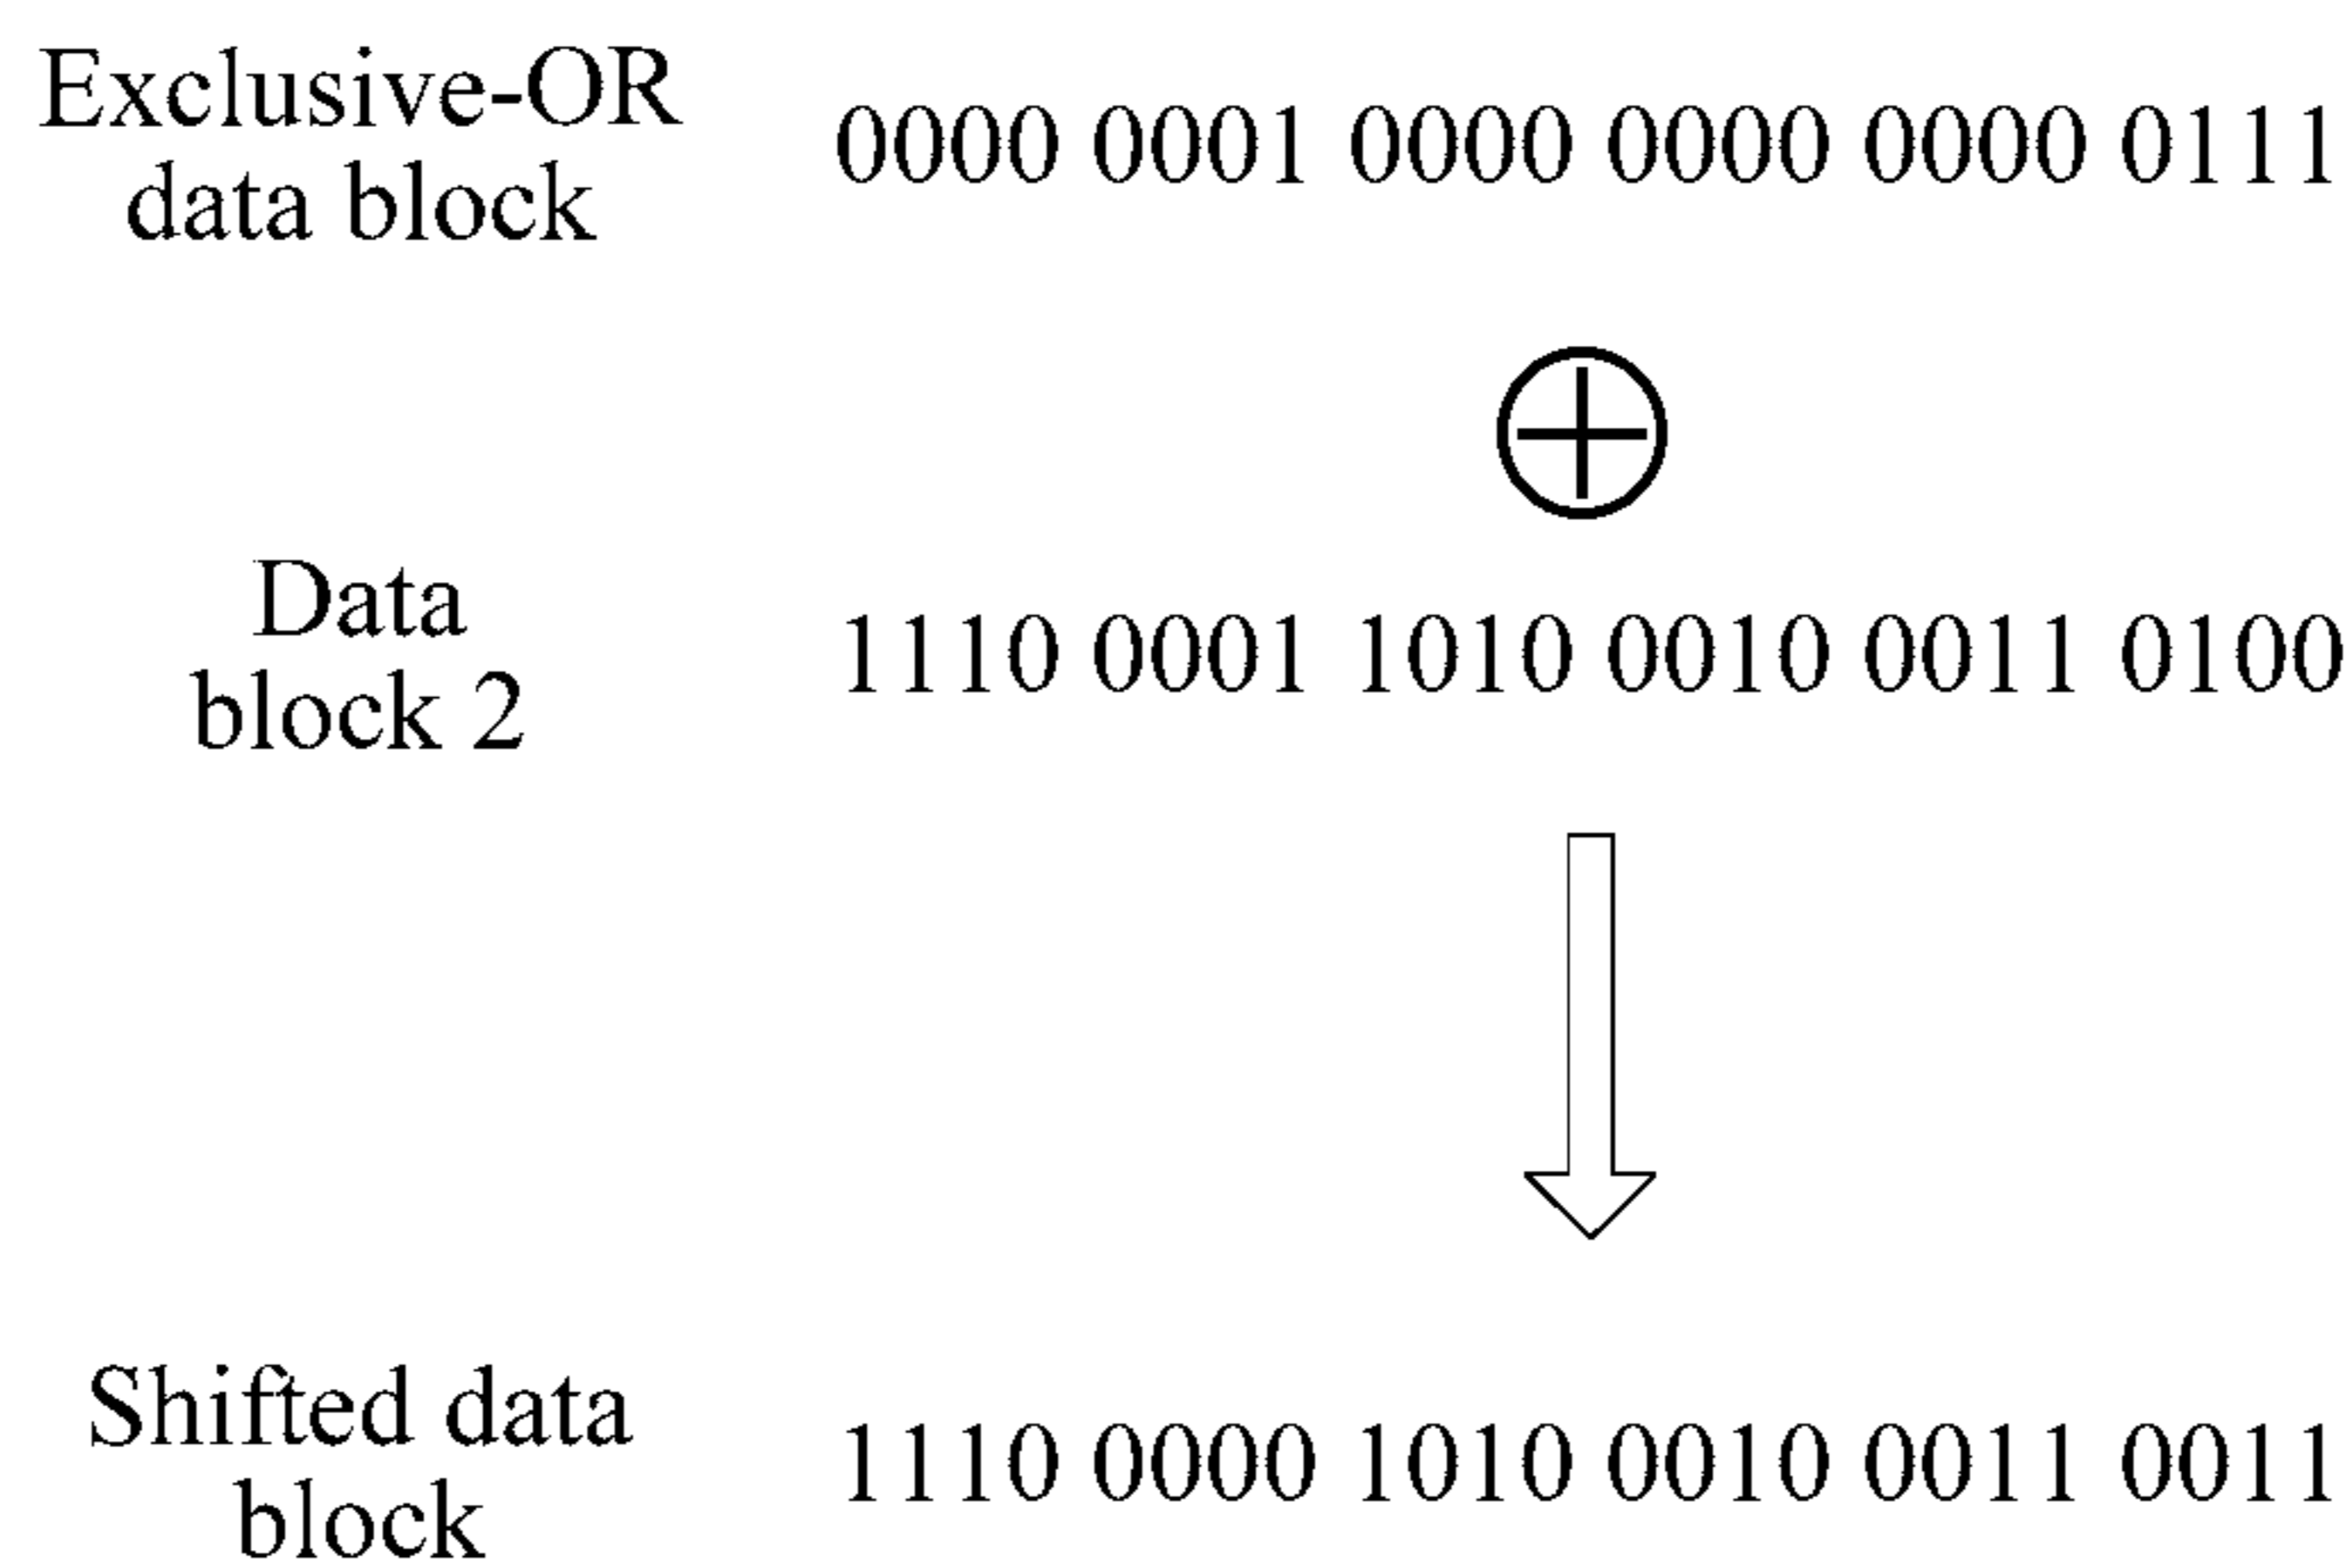 Exclusive-OR
data block
0000 0001 0000 0000 0000 0111
Data
block 2
1110 0001 1010 0010 0011 0100
Shifted data
block
1110 0000 1010 0010 0011 0011